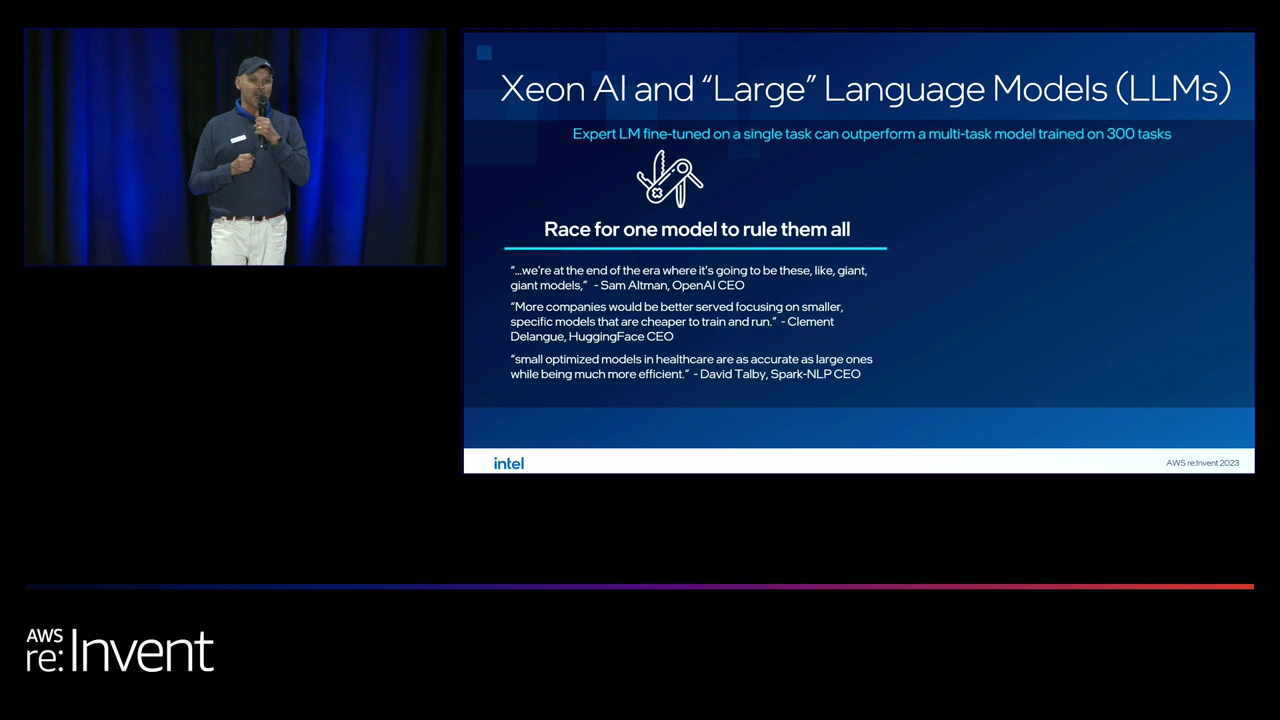 Xeon AI and “Large” Language Models (LLMs)
Expert LM fine-tuned on a single task can outperform a multi-task model trained on 300 tasks
Race for one model to rule them all
“...we're at the end of the era where it's going to be these, like, giant,
giant models,” - Sam Altman, OpenAI CEO
“More companies would be better served focusing on smaller,
specific models that are cheaper to train and run.” - Clement
Delangue, HuggingFace CEO
“small optimized models in healthcare are as accurate as large ones
while being much more efficient.” - David Talby, Spark-NLP CEO
intel
AWS re:Invent 2023
AWS
re:Invent